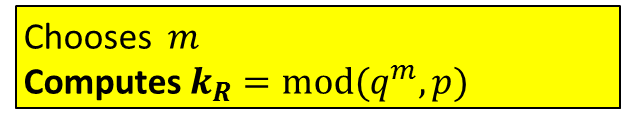 Chooses m
Computes k_R = mod(q^m, p)